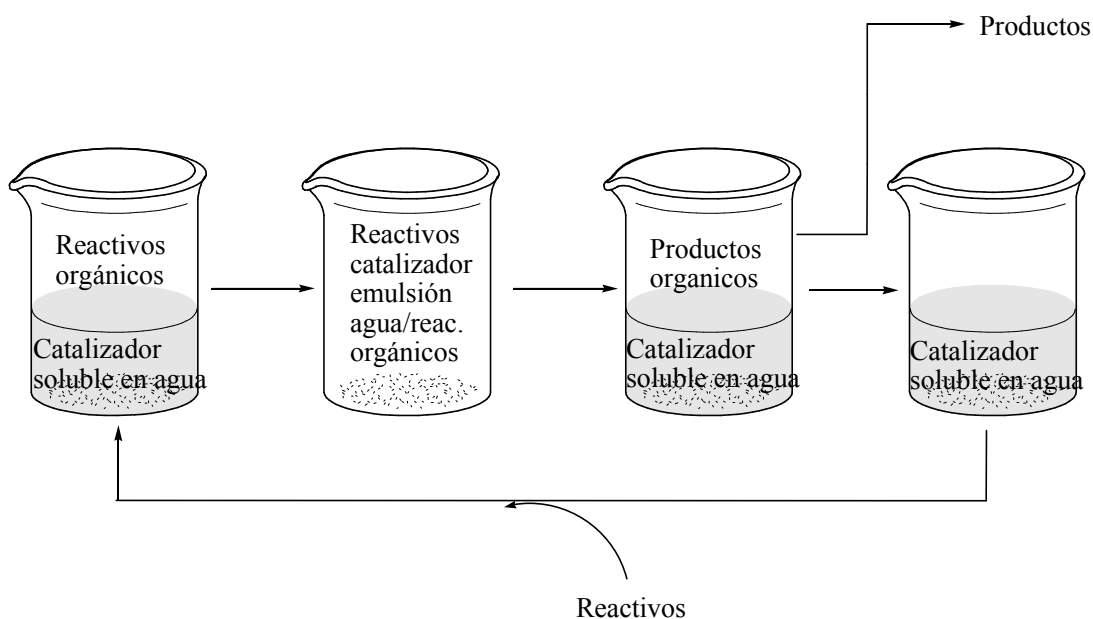 Productos
Reactivos
orgánicos
Catalizador
soluble en agua
Reactivos
catalizador
emulsión
agua/reac.
orgánicos
Productos
organicos
Catalizador
soluble en agua
Catalizador
soluble en agua
Reactivos